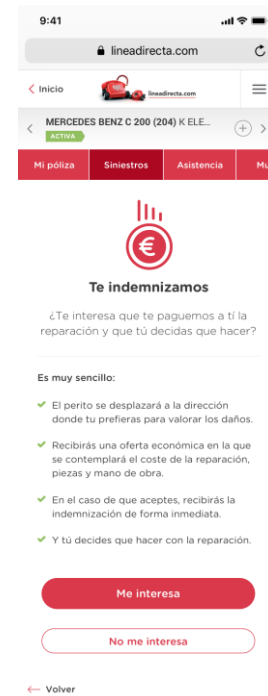 9:41
lineadirecta.com
Inicio
lineadirecta.com
MERCEDES BENZ C 200 (204) K ELE...
ACTIVA
Mi póliza Siniestros Asistencia Mu
€
Te indemnizamos
¿Te interesa que te paguemos a tí la
reparación y que tú decidas que hacer?
Es muy sencillo:
El perito se desplazará a la dirección
donde tu prefieras para valorar los daños.
Recibirás una oferta económica en la que
se contemplará el coste de la reparación,
piezas y mano de obra.
En el caso de que aceptes, recibirás la
indemnización de forma inmediata.
Y tú decides que hacer con la reparación.
Me interesa
No me interesa
Volver